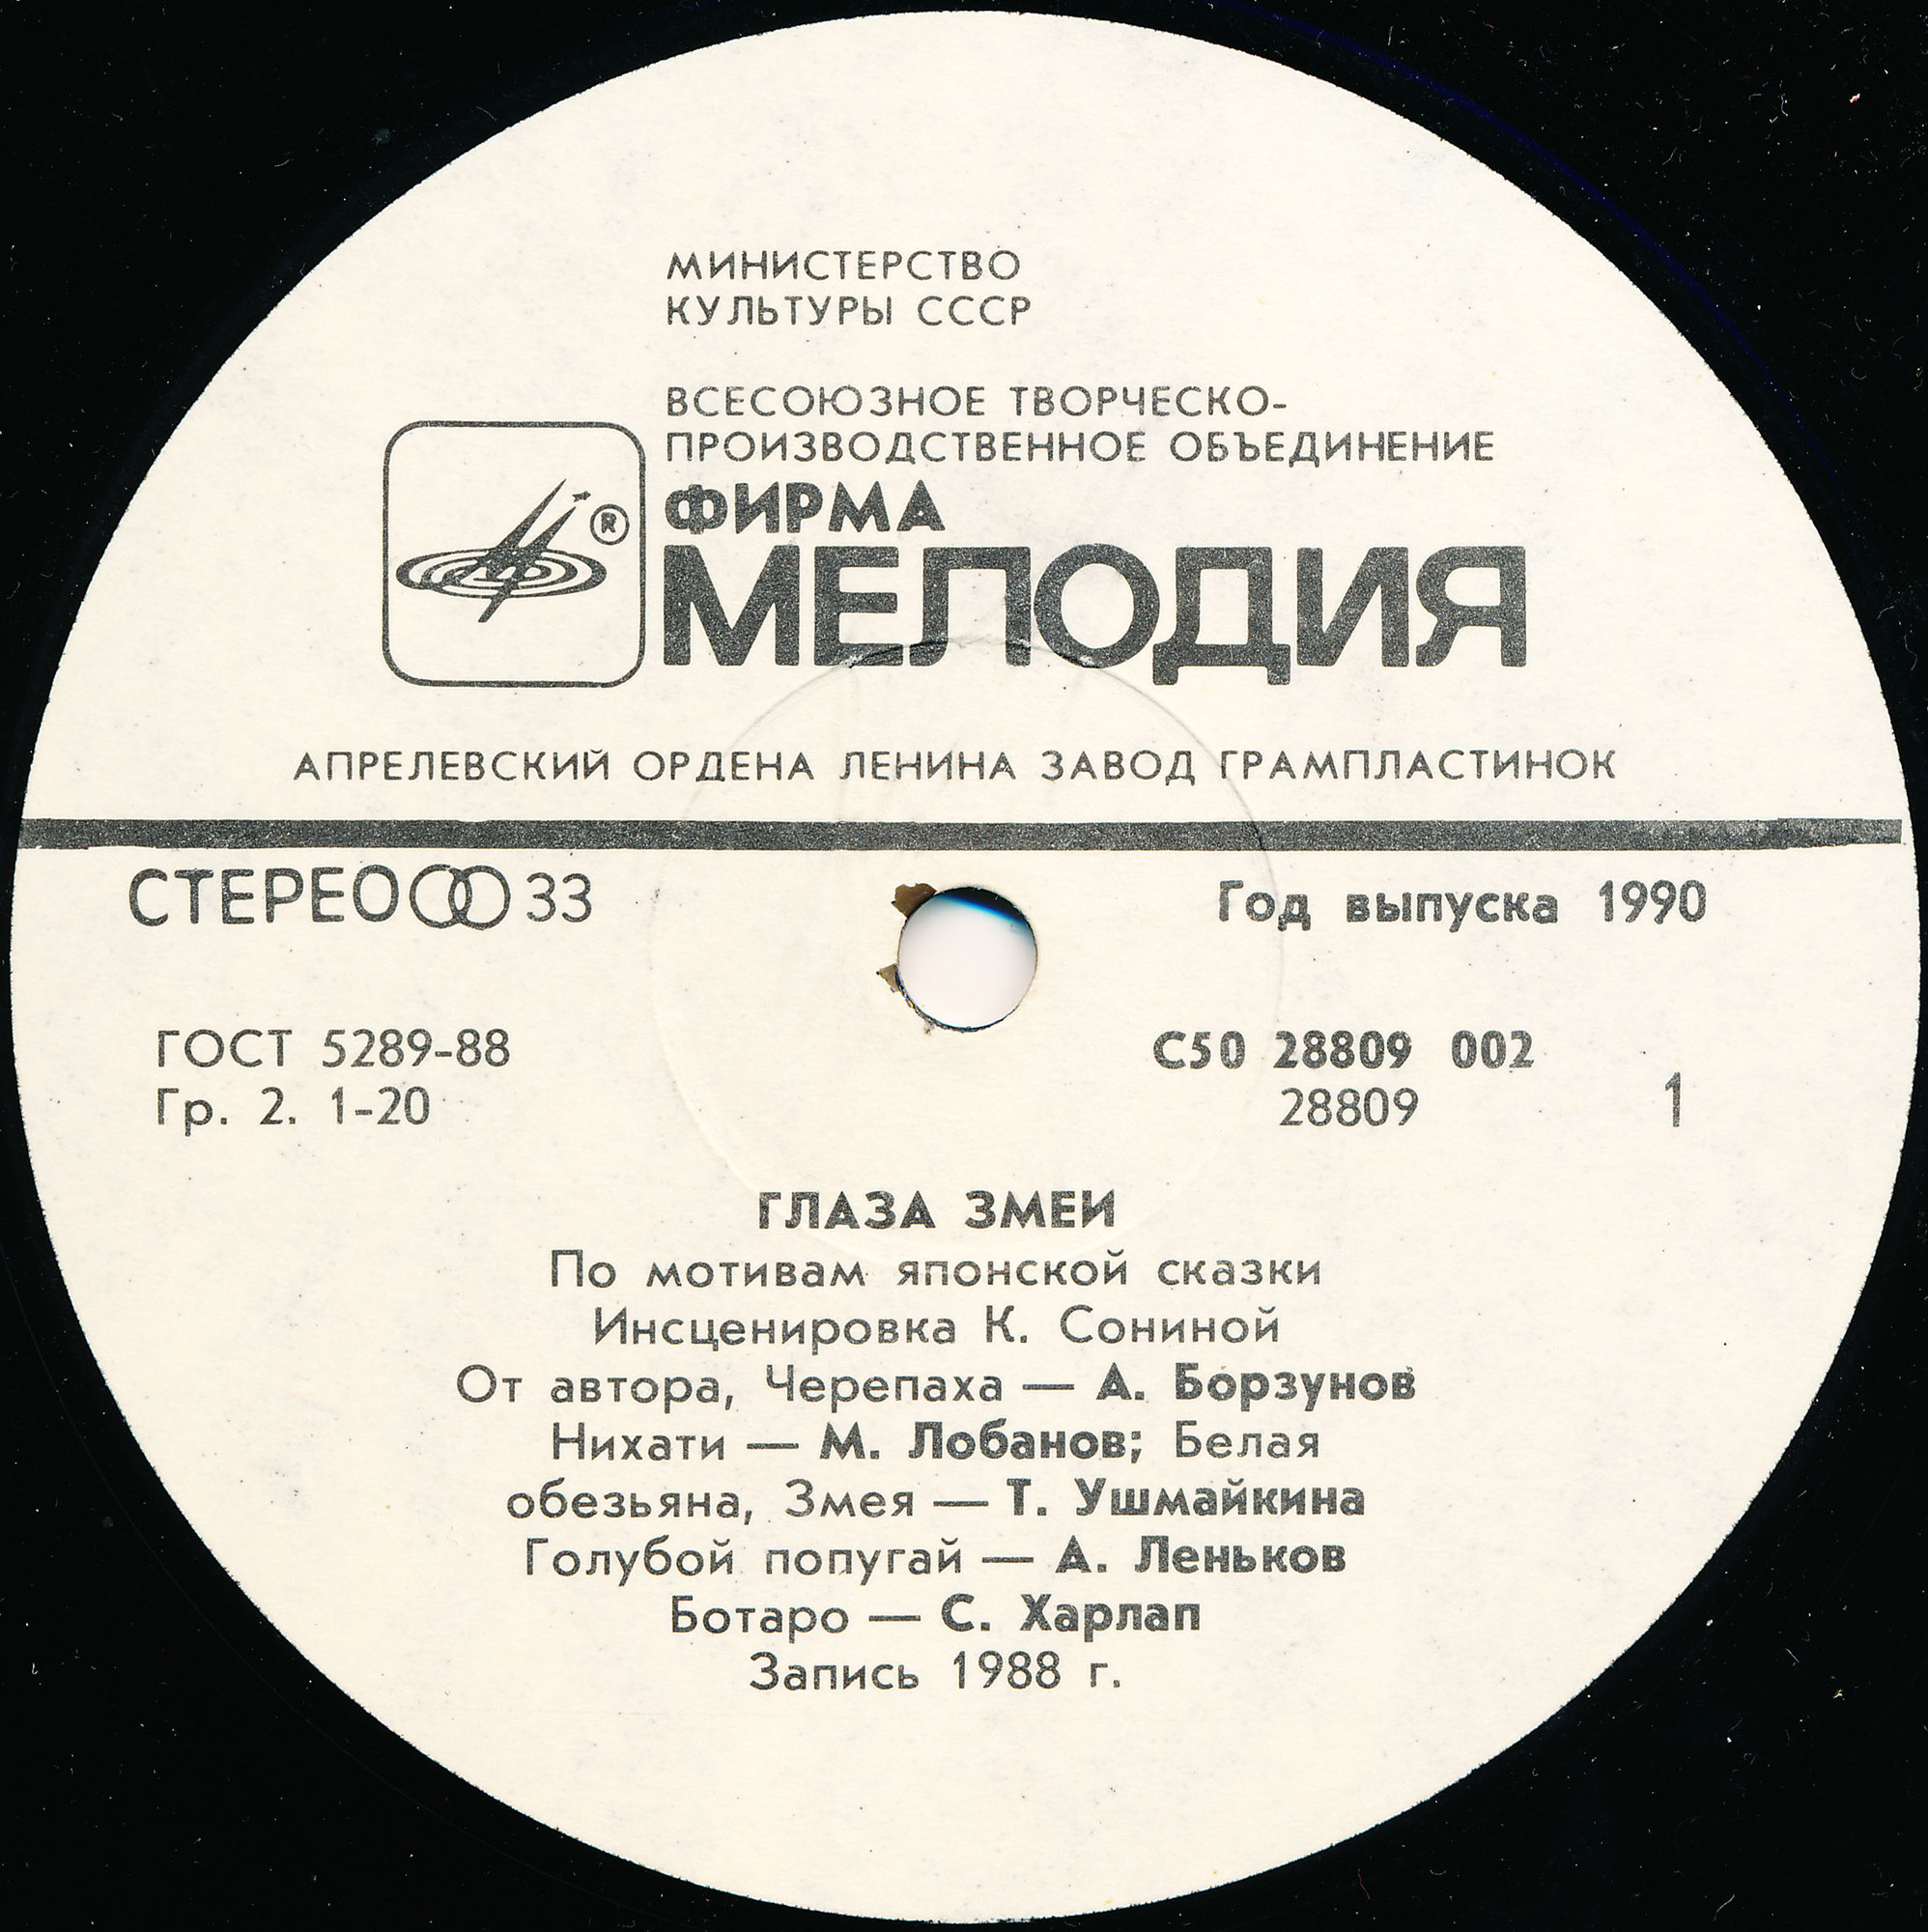 МИНИСТЕРСТВО
КУЛЬТУРЫ СССР
ВСЕСОЮЗНОЕ ТВОРЧЕСКО-
ПРОИЗВОДСТВЕННОЕ ОБЪЕДИНЕНИЕ
ФИРМА
®
МЕЛОДИЯ
АПРЕЛЕВСКИЙ ОРДЕНА ЛЕНИНА ЗАВОД ГРАМПЛАСТИНОК
СТЕРЕО 33
Год выпуска 1990
ГОСТ 5289-88
Гр. 2. 1-20
С50 28809 002
28809
1
ГЛАЗА ЗМЕИ
По мотивам японской сказки
Инсценировка К. Сониной
От автора, Черепаха — А. Борзунов
Нихати — М. Лобанов; Белая
обезьяна, Змея — Т. Ушмайкина
Голубой попугай — А. Леньков
Ботаро — С. Харлап
Запись 1988 г.